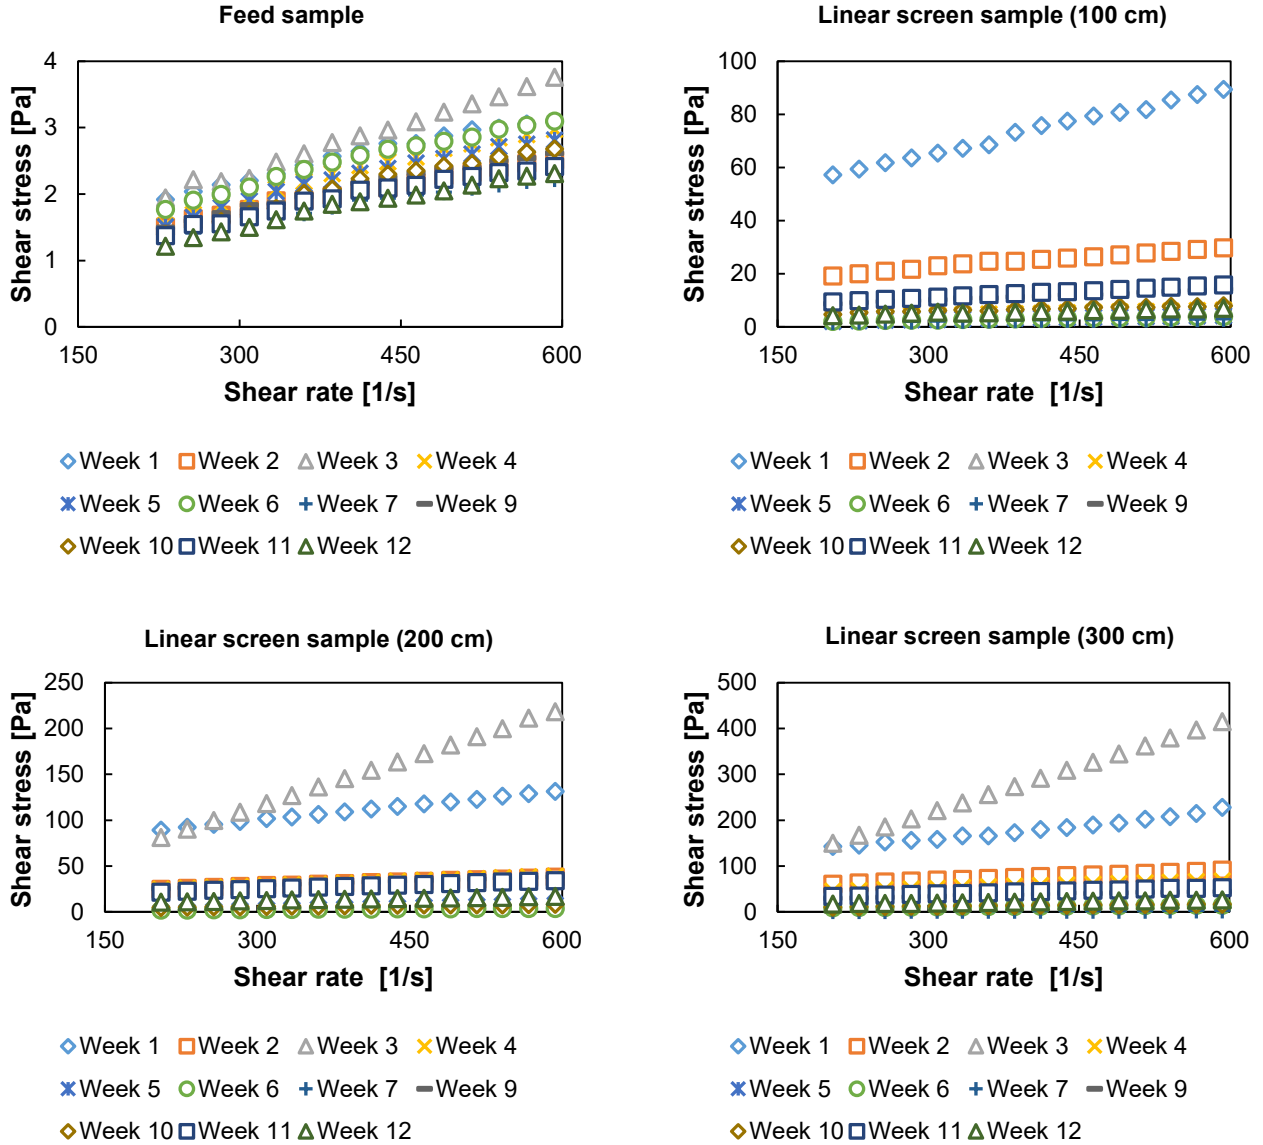 Feed sample
Shear stress [Pa]
4
3
2
1
0
150 300 450 600
Shear rate [1/s]
Week 1 Week 2 Week 3 Week 4
Week 5 Week 6 Week 7 Week 9
Week 10 Week 11 Week 12
Linear screen sample (100 cm)
Shear stress [Pa]
100
80
60
40
20
0
150 300 450 600
Shear rate [1/s]
Week 1 Week 2 Week 3 Week 4
Week 5 Week 6 Week 7 Week 9
Week 10 Week 11 Week 12
Linear screen sample (200 cm)
Shear stress [Pa]
250
200
150
100
50
0
150 300 450 600
Shear rate [1/s]
Week 1 Week 2 Week 3 Week 4
Week 5 Week 6 Week 7 Week 9
Week 10 Week 11 Week 12
Linear screen sample (300 cm)
Shear stress [Pa]
500
400
300
200
100
0
150 300 450 600
Shear rate [1/s]
Week 1 Week 2 Week 3 Week 4
Week 5 Week 6 Week 7 Week 9
Week 10 Week 11 Week 12